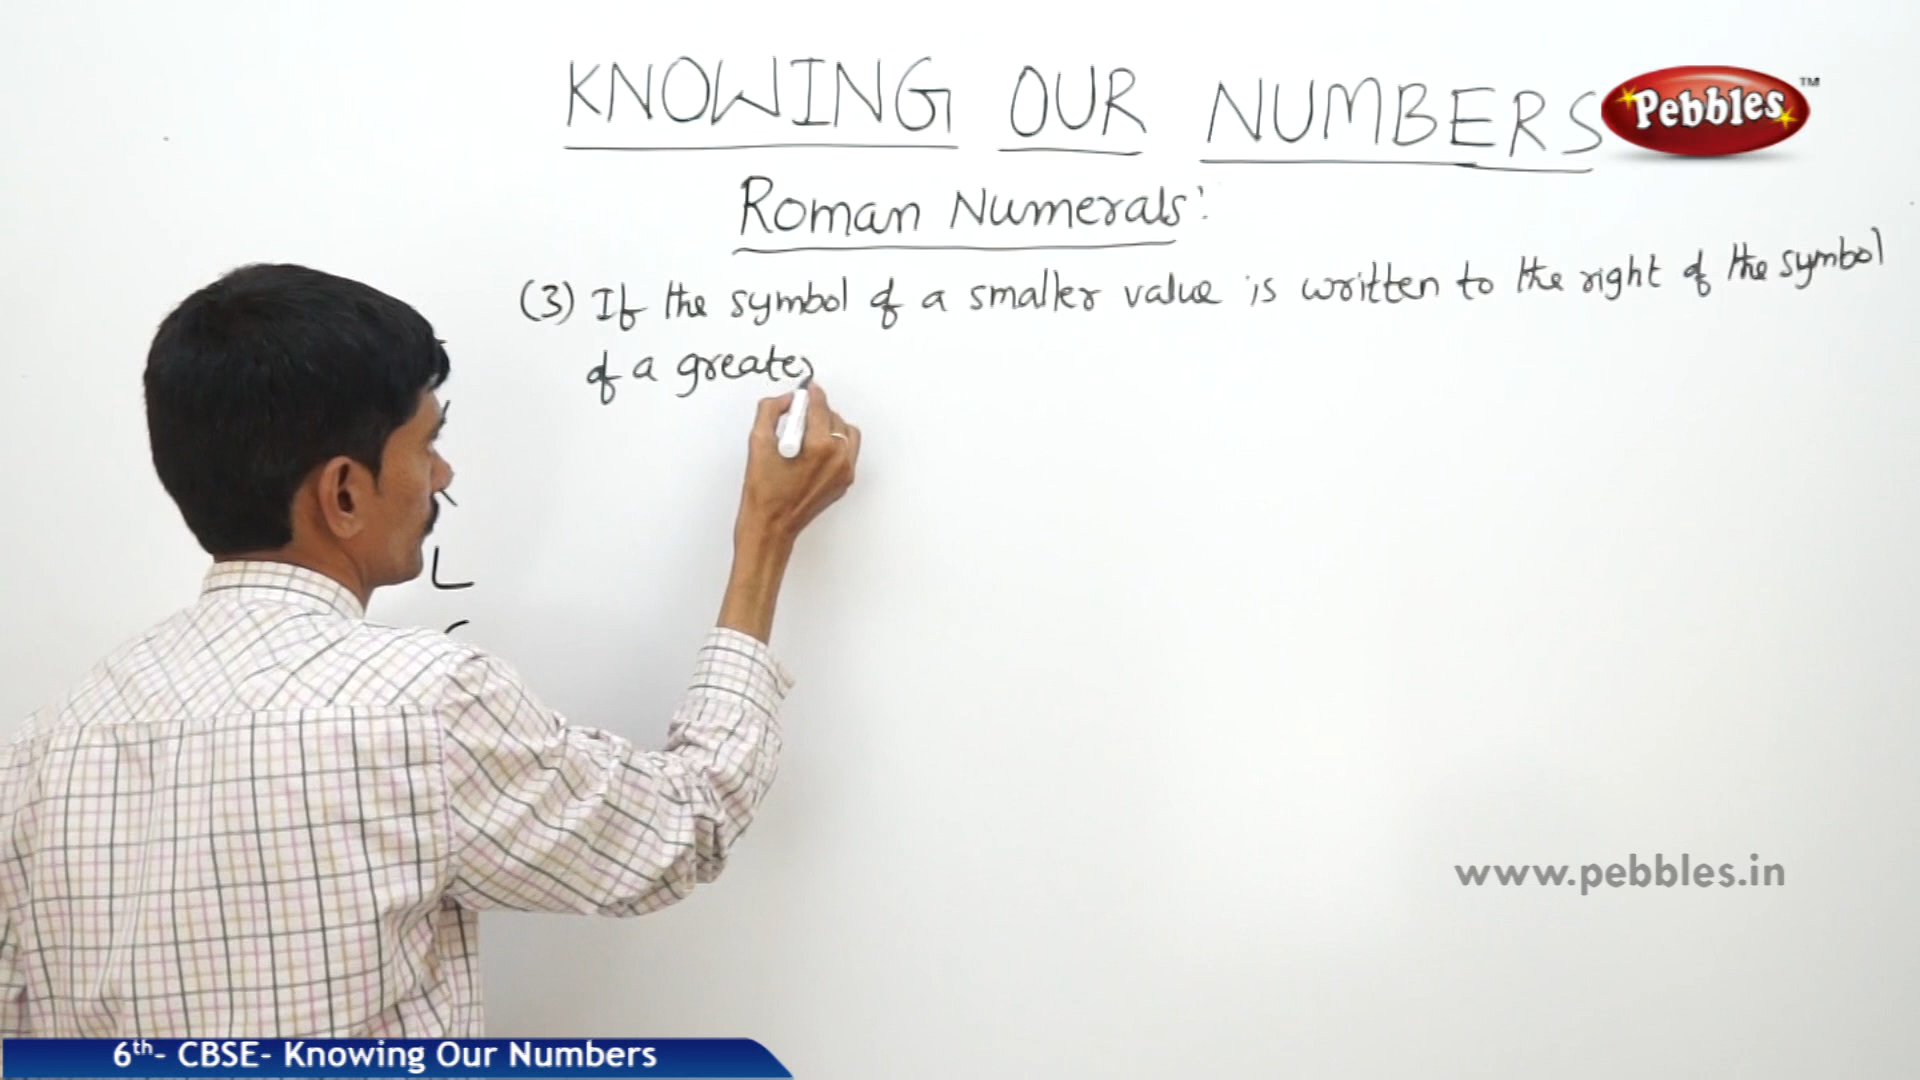 KNOWING OUR NUMBERS
Pebbles TM
Roman Numerals:
(3) If the symbol of a smaller value is written to the right of the symbol
of a greater
L
www.pebbles.in
6th- CBSE- Knowing Our Numbers